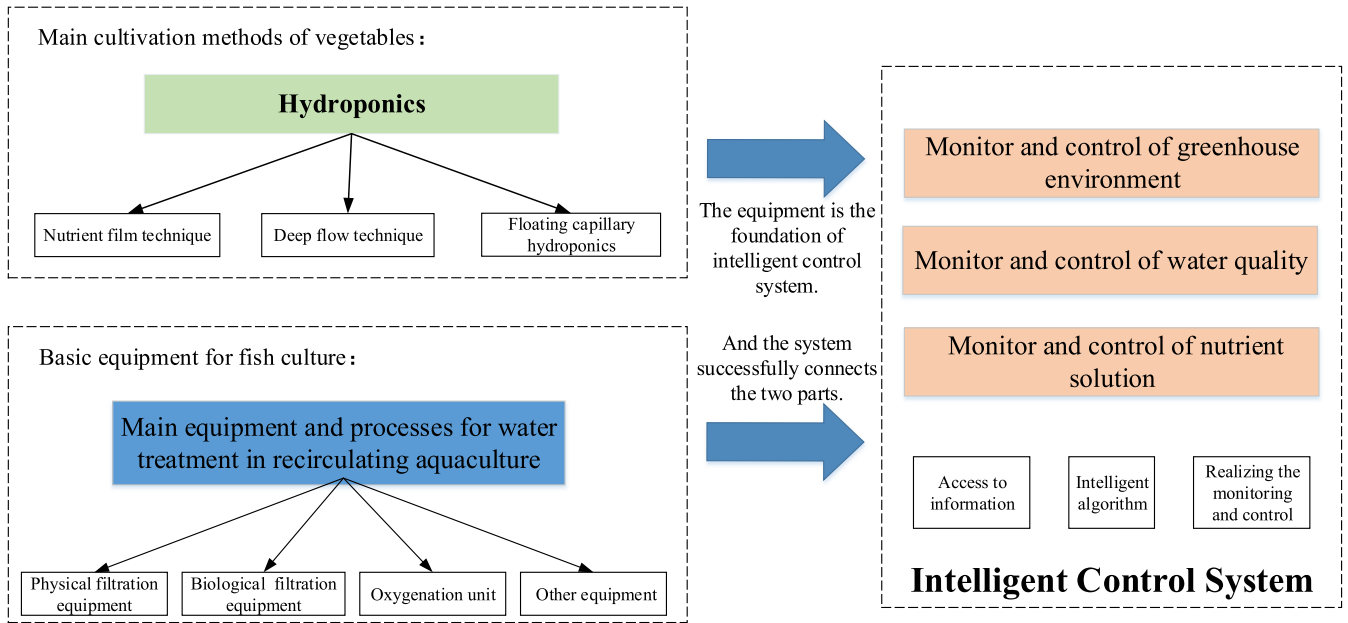 Main cultivation methods of vegetables：
Hydroponics
Nutrient film technique
Deep flow technique
Floating capillary
hydroponics
Basic equipment for fish culture：
Main equipment and processes for water
treatment in recirculating aquaculture
Physical filtration
equipment
Biological filtration
equipment
Oxygenation unit
Other equipment
The equipment is the
foundation of
intelligent control
system.
And the system
successfully connects
the two parts.
Monitor and control of greenhouse
environment
Monitor and control of water quality
Monitor and control of nutrient
solution
Access to
information
Intelligent
algorithm
Realizing the
monitoring
and control
Intelligent Control System